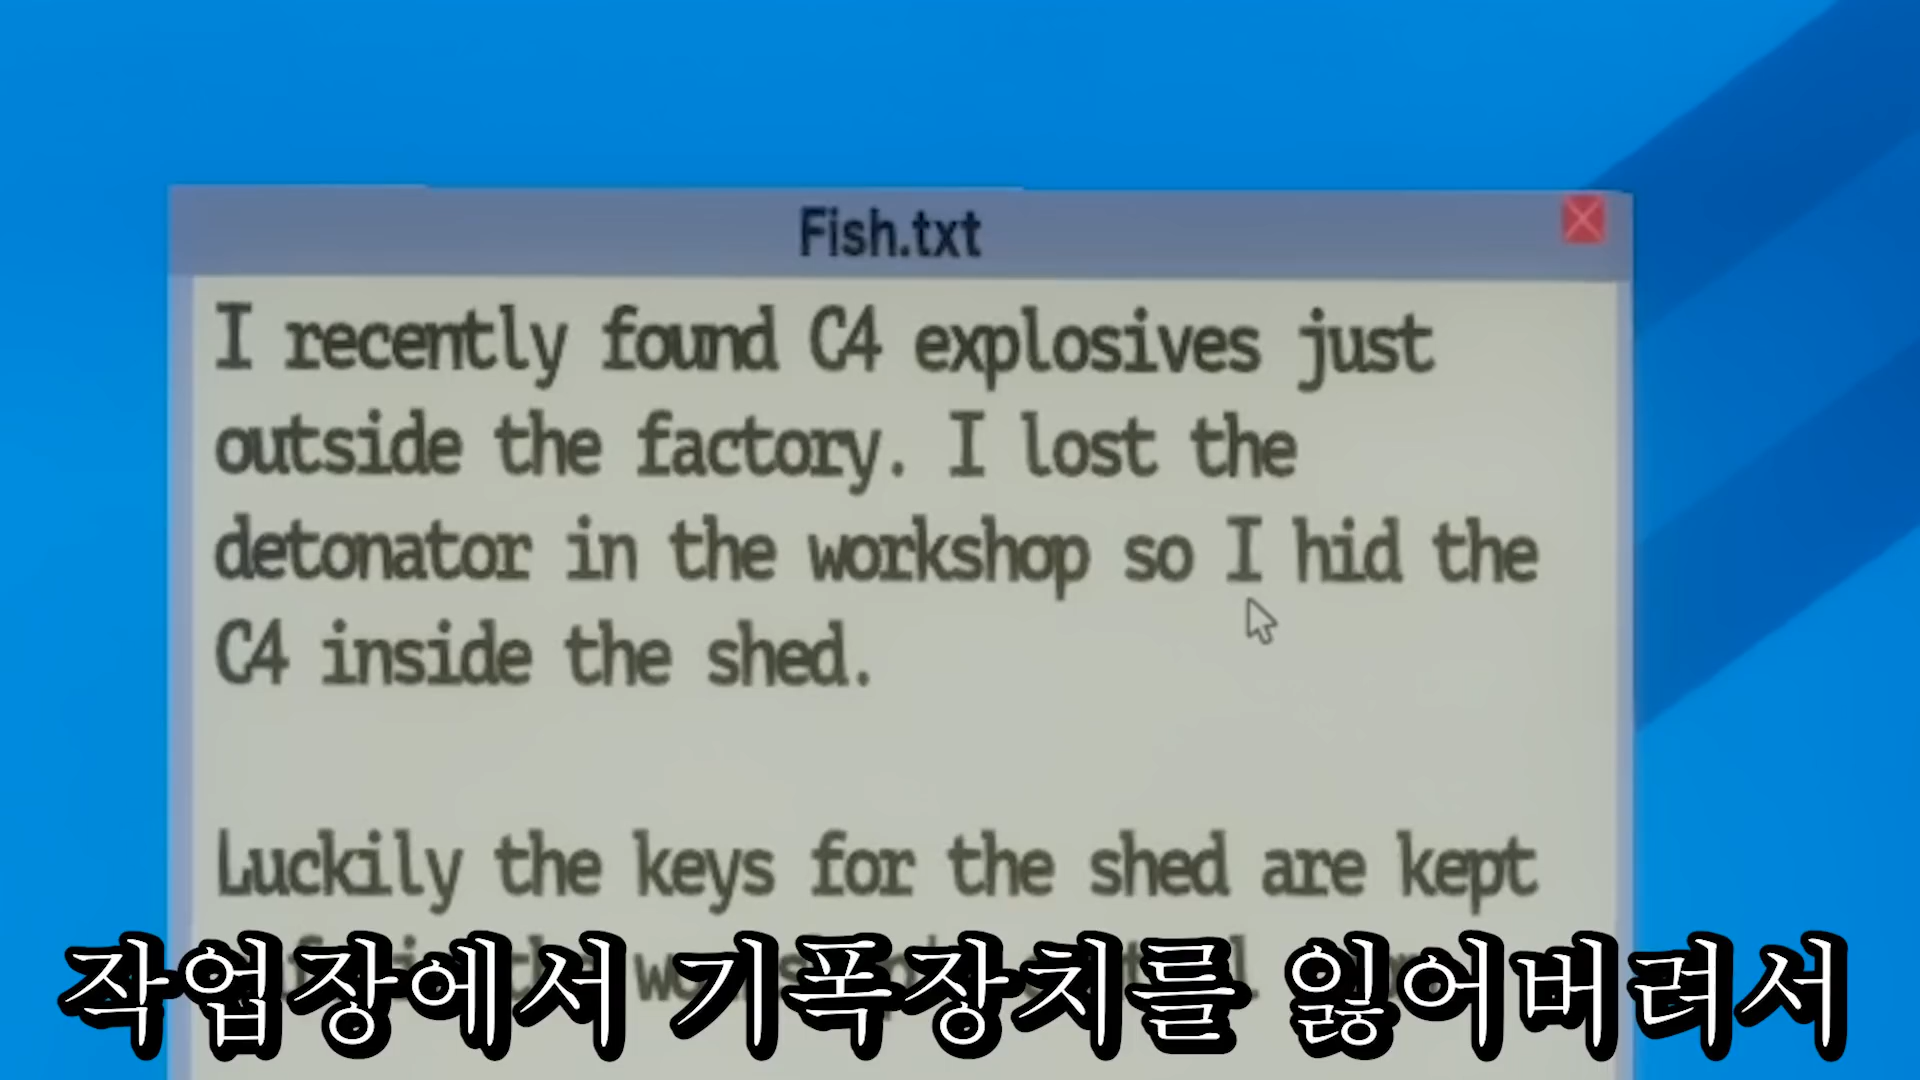 Fish.txt
I recently found C4 explosives just
outside the factory. I lost the
detonator in the workshop so I hid the
C4 inside the shed.
Luckily the keys for the shed are kept
작업장에서 기폭장치를 잃어버려서